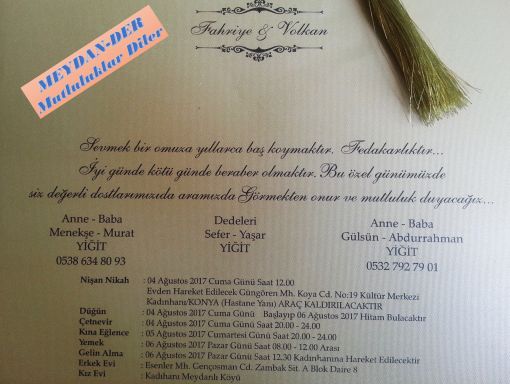 Fahriye & Volkan
MEYDAN-DER
Mutluluklar Diler
Sevmek bir omuza yıllarca baş koymaktır. Fedakarlıktır...
İyi günde kötü günde beraber olmaktır. Bu özel günümüzde
siz değerli dostlarımızıda aramızda Görmekten onur ve mutluluk duyacağız...
Anne - Baba
Menekşe - Murat
YİĞİT
0538 634 80 93
Dedeleri
Sefer - Yaşar
YİĞİT
Anne - Baba
Gülsün - Abdurrahman
YİĞİT
0532 792 79 01
Nişan Nikah : 04 Ağustos 2017 Cuma Günü Saat 12.00
Evden Hareket Edilecek Güngören Mh. Koya Cd. No:19 Kültür Merkezi
Kadınhanı/KONYA (Hastane Yanı) ARAÇ KALDIRILACAKTIR
Düğün : 04 Ağustos 2017 Cuma Günü Başlayıp 06 Ağustos 2017 Hitam Bulacaktır
Çetnevir : 04 Ağustos 2017 Cuma Günü Saat 20.00 - 24.00
Kına Eğlence : 05 Ağustos 2017 Cumartesi Günü Saat 20.00 - 24.00
Yemek : 06 Ağustos 2017 Pazar Günü Saat 08.00 - 12.00 Arası
Gelin Alma : 06 Ağustos 2017 Pazar Günü Saat 12.30 Kadınhanına Hareket Edilecektir
Erkek Evi : Esenler Mh. Gençosman Cd. Zambak Sit. A Blok Daire 8
Kız Evi : Kadıhanı Meydanlı Köyü